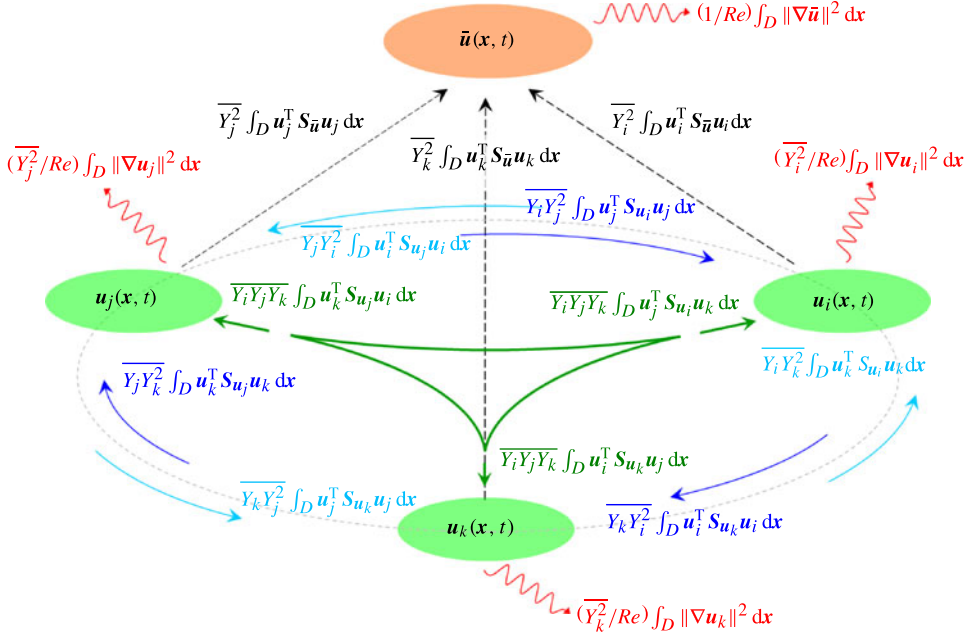 (1/Re) ∫_D ‖∇ū‖² dx
ū(x, t)
\overline{Y_j^2} ∫_D u_j^T S_ū u_j dx
\overline{Y_i^2} ∫_D u_i^T S_ū u_i dx
\overline{Y_k^2} ∫_D u_k^T S_ū u_k dx
(\overline{Y_j^2}/Re) ∫_D ‖∇u_j‖² dx
(\overline{Y_i^2}/Re) ∫_D ‖∇u_i‖² dx
\overline{Y_i Y_j^2} ∫_D u_j^T S_{u_i} u_j dx
\overline{Y_j Y_i^2} ∫_D u_i^T S_{u_j} u_i dx
u_j(x, t)
\overline{Y_i Y_j Y_k} ∫_D u_k^T S_{u_j} u_i dx
\overline{Y_i Y_j Y_k} ∫_D u_j^T S_{u_i} u_k dx
u_i(x, t)
\overline{Y_j Y_k^2} ∫_D u_k^T S_{u_j} u_k dx
\overline{Y_i Y_k^2} ∫_D u_k^T S_{u_i} u_k dx
\overline{Y_i Y_j Y_k} ∫_D u_i^T S_{u_k} u_j dx
\overline{Y_k Y_j^2} ∫_D u_j^T S_{u_k} u_j dx
\overline{Y_k Y_i^2} ∫_D u_i^T S_{u_k} u_i dx
u_k(x, t)
(\overline{Y_k^2}/Re) ∫_D ‖∇u_k‖² dx